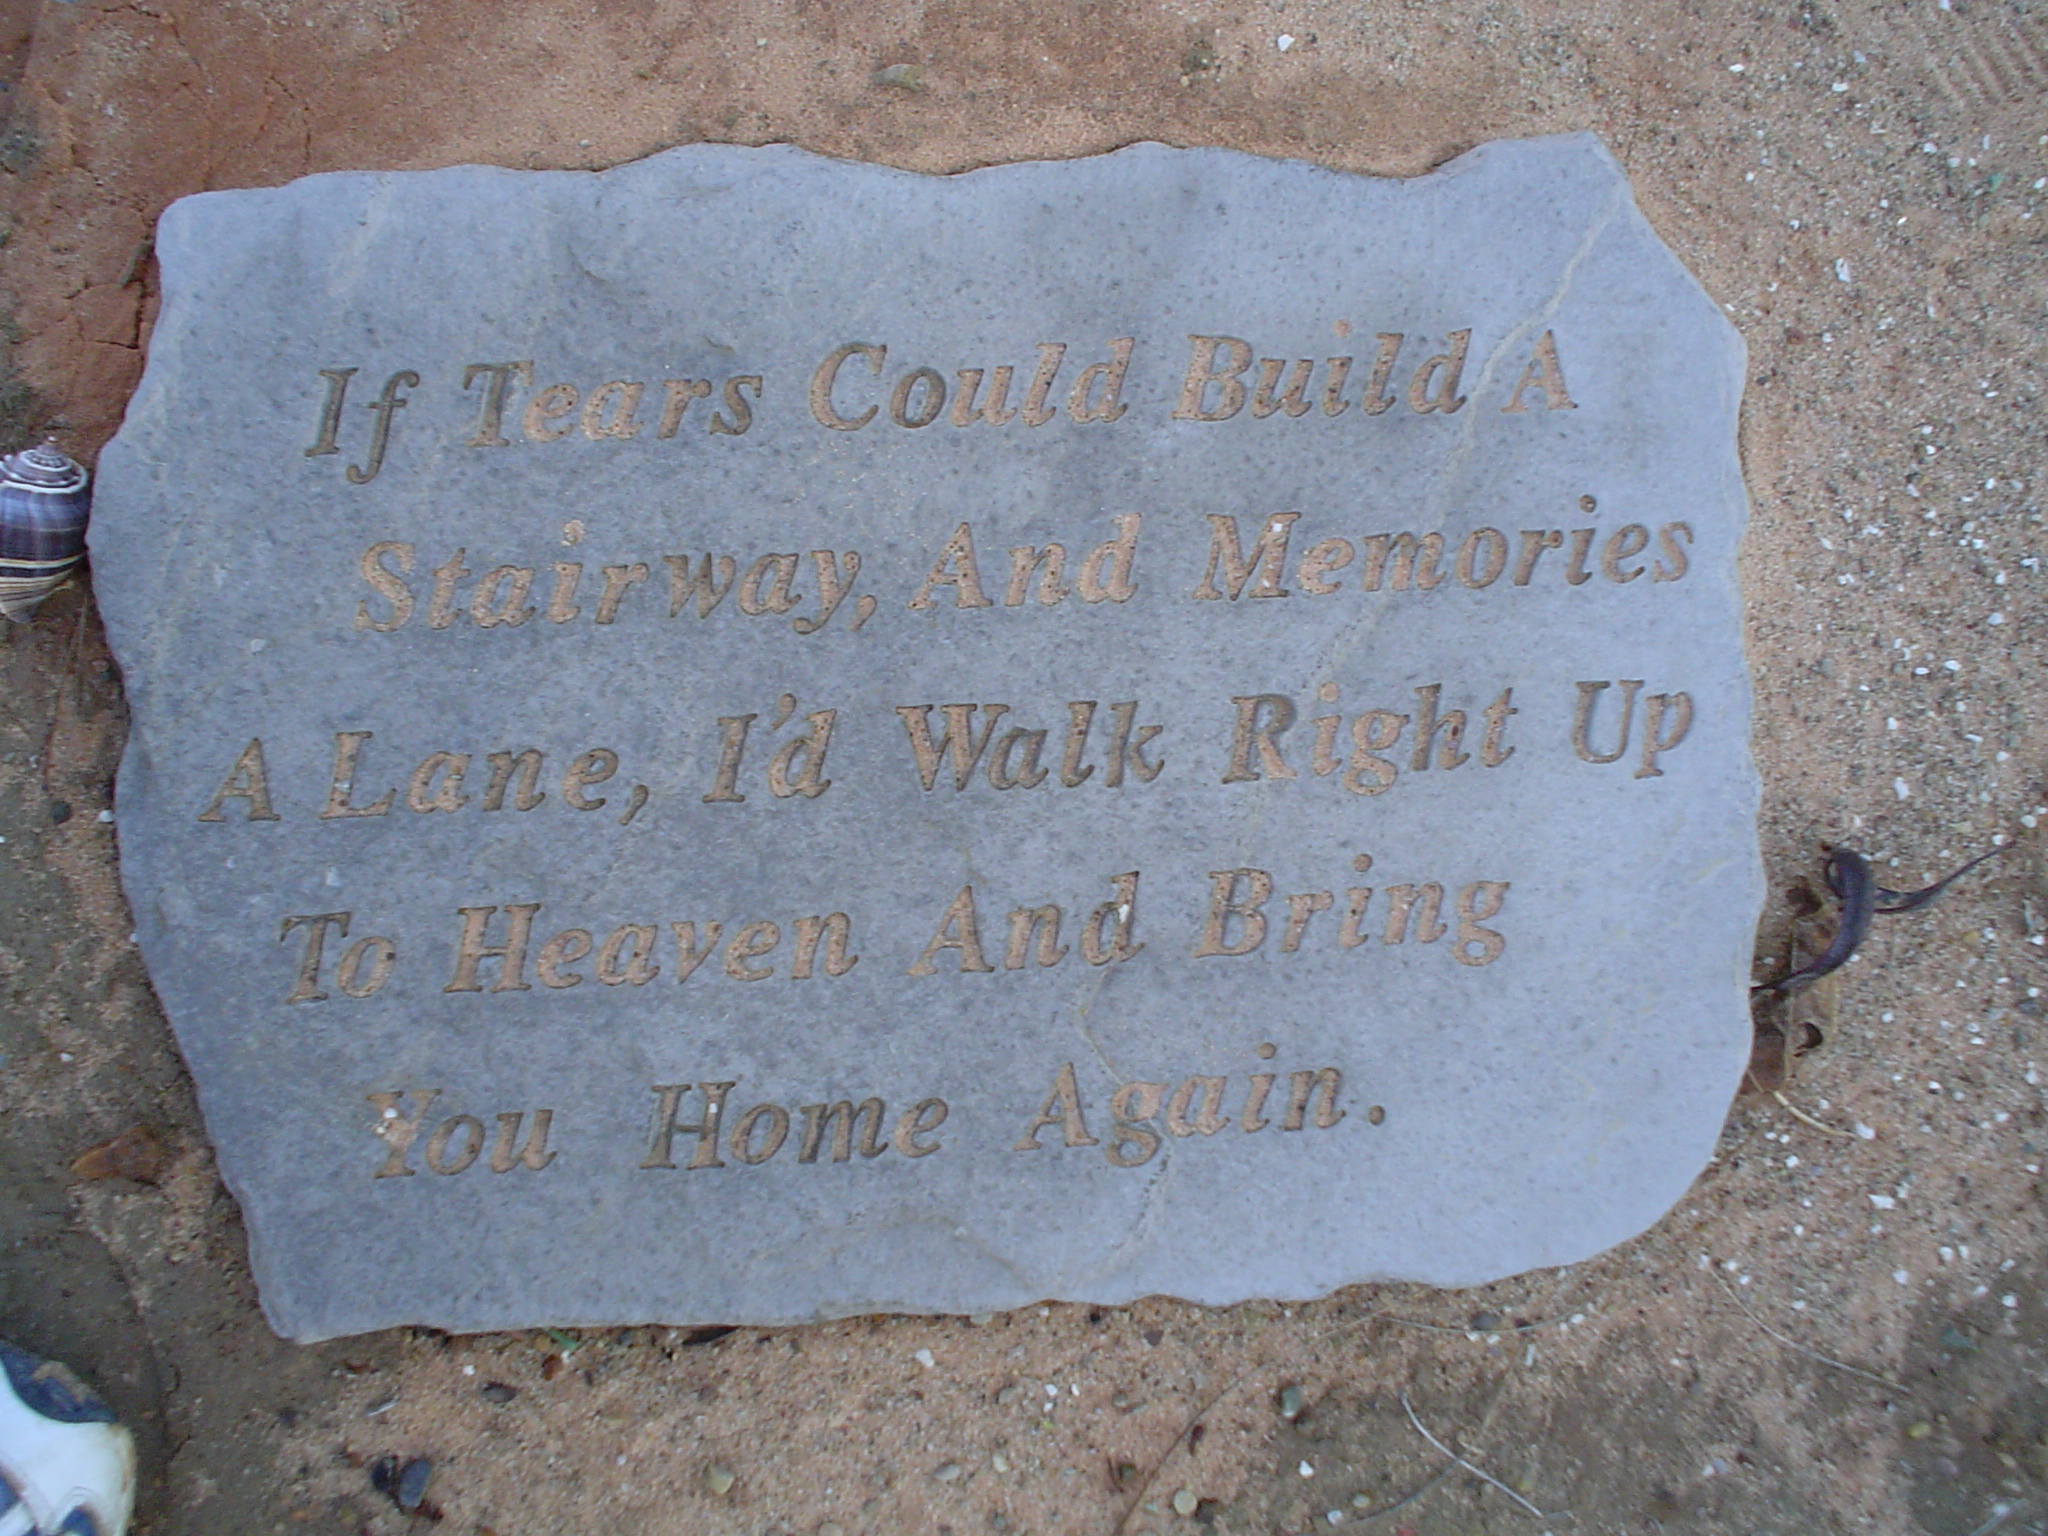 If Tears Could Build A
Stairway, And Memories
A Lane, I'd Walk Right Up
To Heaven And Bring
You Home Again.